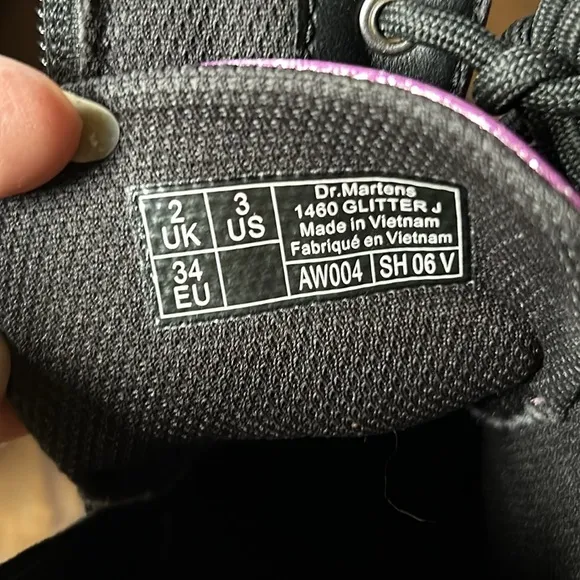 2 UK
3 US
34 EU
Dr.Martens
1460 GLITTER J
Made in Vietnam
Fabriqué en Vietnam
AW004
SH 06 V